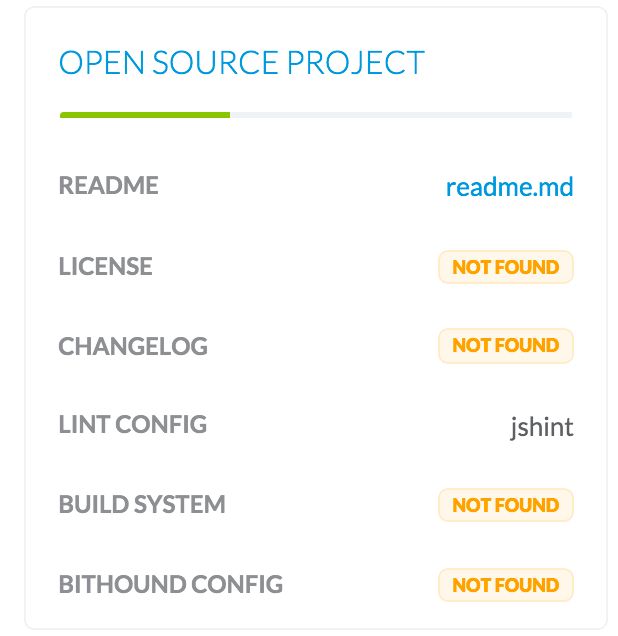 OPEN SOURCE PROJECT
README readme.md
LICENSE NOT FOUND
CHANGELOG NOT FOUND
LINT CONFIG jshint
BUILD SYSTEM NOT FOUND
BITHOUND CONFIG NOT FOUND